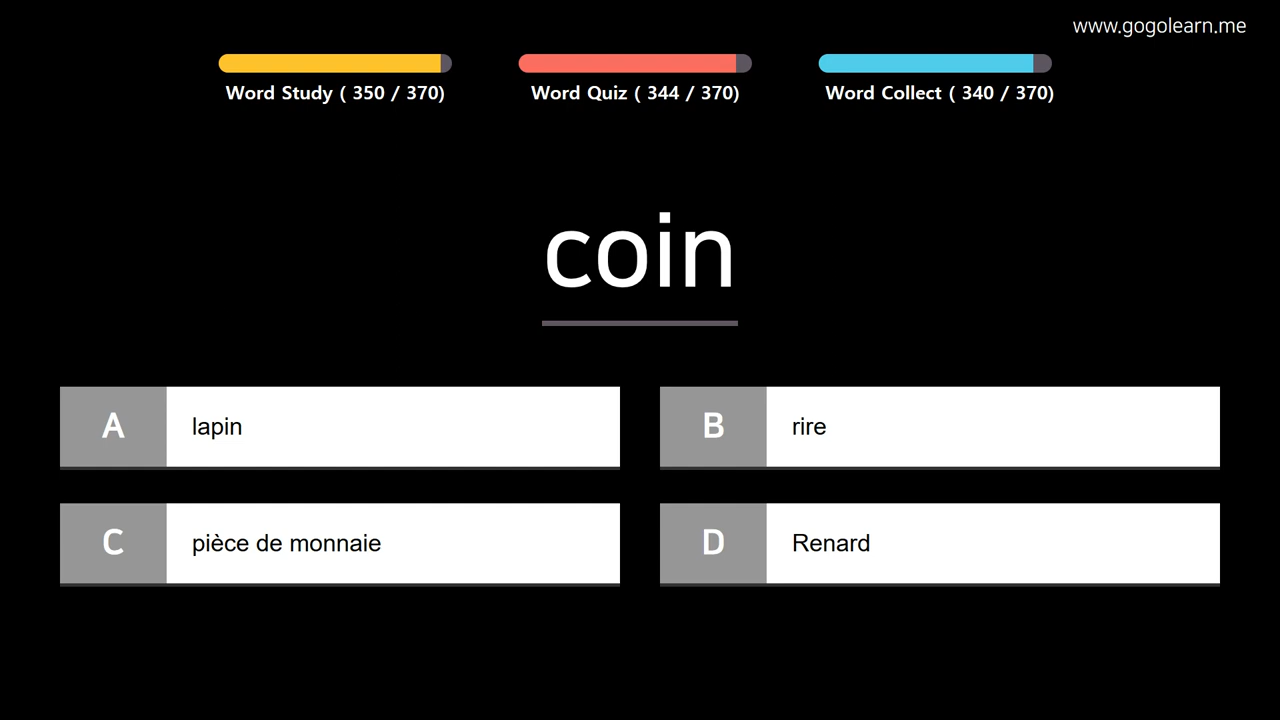 www.gogolearn.me
Word Study ( 350 / 370)
Word Quiz ( 344 / 370)
Word Collect ( 340 / 370)
coin
A lapin
B rire
C pièce de monnaie
D Renard